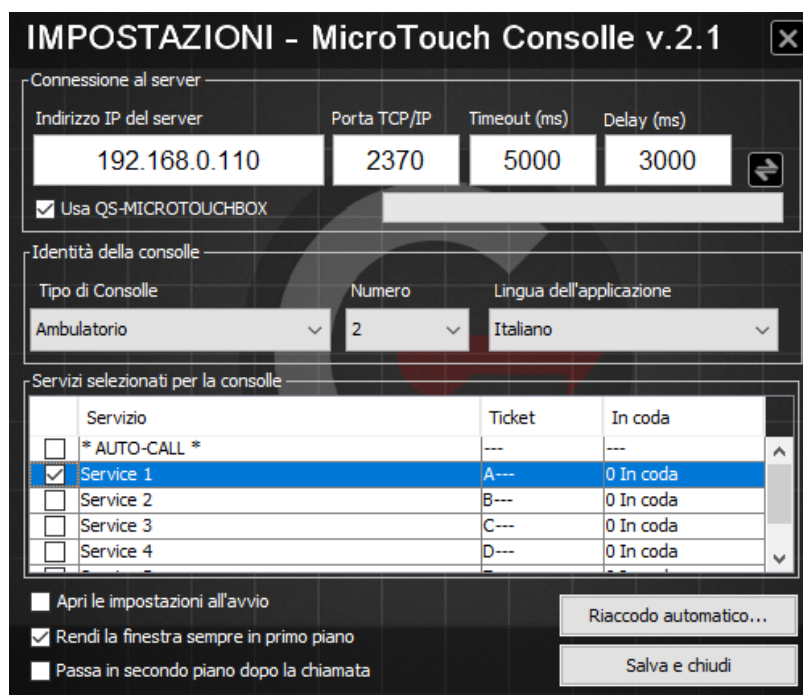 IMPOSTAZIONI - MicroTouch Consolle v.2.1
Connessione al server
Indirizzo IP del server Porta TCP/IP Timeout (ms) Delay (ms)
192.168.0.110 2370 5000 3000
Usa QS-MICROTOUCHBOX
Identità della consolle
Tipo di Consolle Numero Lingua dell'applicazione
Ambulatorio 2 Italiano
Servizi selezionati per la consolle
Servizio Ticket In coda
* AUTO-CALL * --- ---
Service 1 A--- 0 In coda
Service 2 B--- 0 In coda
Service 3 C--- 0 In coda
Service 4 D--- 0 In coda
Apri le impostazioni all'avvio
Riaccodo automatico...
Rendi la finestra sempre in primo piano
Passa in secondo piano dopo la chiamata
Salva e chiudi